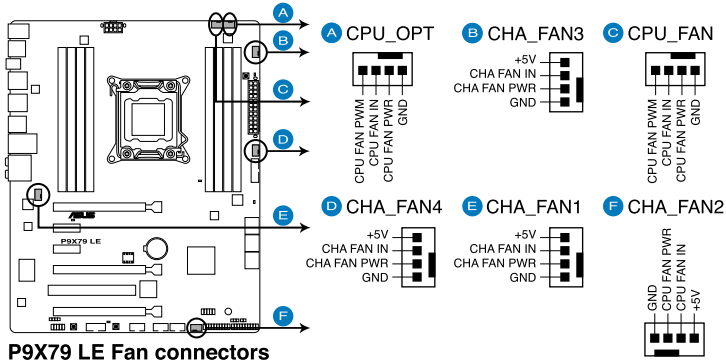 A
B
C
D
E
F
ASUS
P9X79 LE
P9X79 LE Fan connectors
A CPU_OPT
CPU FAN PWM
CPU FAN IN
CPU FAN PWR
GND
B CHA_FAN3
+5V
CHA FAN IN
CHA FAN PWR
GND
C CPU_FAN
CPU FAN PWM
CPU FAN IN
CPU FAN PWR
GND
D CHA_FAN4
+5V
CHA FAN IN
CHA FAN PWR
GND
E CHA_FAN1
+5V
CHA FAN IN
CHA FAN PWR
GND
F CHA_FAN2
GND
CPU FAN PWR
CPU FAN IN
+5V